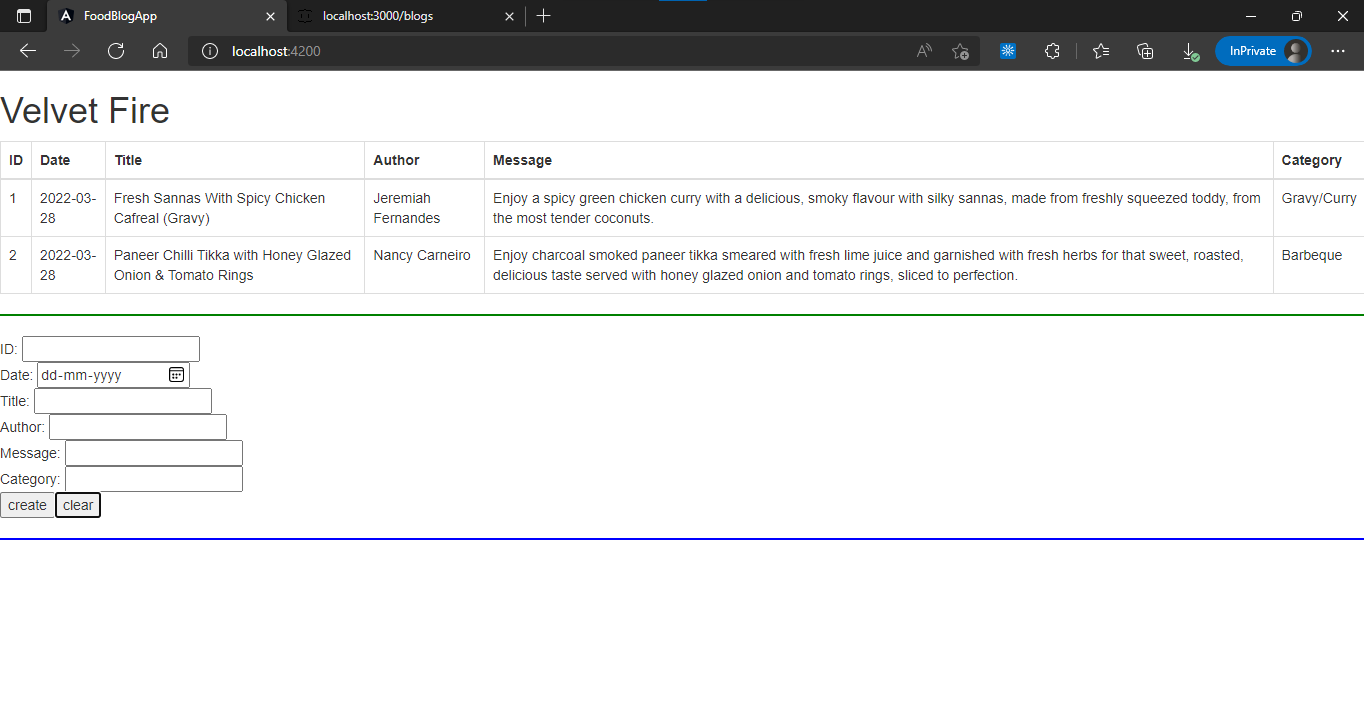 FoodBlogApp
localhost:3000/blogs
localhost:4200
InPrivate
Velvet Fire
ID Date Title Author Message Category
1 2022-03-28 Fresh Sannas With Spicy Chicken Cafreal (Gravy) Jeremiah Fernandes Enjoy a spicy green chicken curry with a delicious, smoky flavour with silky sannas, made from freshly squeezed toddy, from the most tender coconuts. Gravy/Curry
2 2022-03-28 Paneer Chilli Tikka with Honey Glazed Onion & Tomato Rings Nancy Carneiro Enjoy charcoal smoked paneer tikka smeared with fresh lime juice and garnished with fresh herbs for that sweet, roasted, delicious taste served with honey glazed onion and tomato rings, sliced to perfection. Barbeque
ID:
Date: dd-mm-yyyy
Title:
Author:
Message:
Category:
create clear